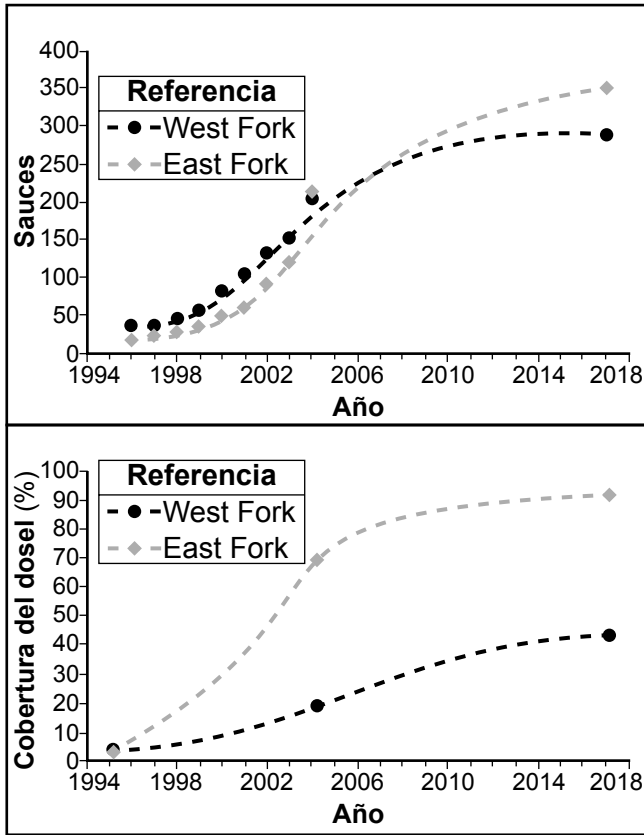 400
350
300
250
200
150
100
50
0
Sauces
Referencia
West Fork
East Fork
1994 1998 2002 2006 2010 2014 2018
Año
100
90
80
70
60
50
40
30
20
10
0
Cobertura del dosel (%)
Referencia
West Fork
East Fork
1994 1998 2002 2006 2010 2014 2018
Año